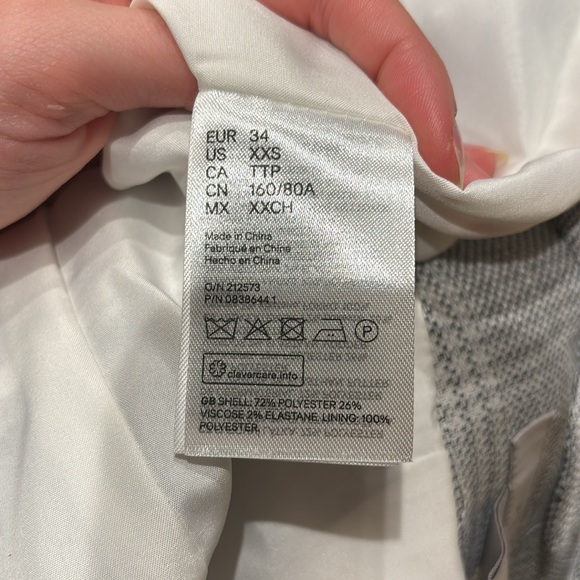 EUR 34
US XXS
CA TTP
CN 160/80A
MX XXCH
Made in China
Fabriqué en Chine
Hecho en China
O/N 212573
P/N 0838644.1
P
clevercare.info
GB SHELL: 72% POLYESTER 26%
VISCOSE 2% ELASTANE. LINING: 100%
POLYESTER.